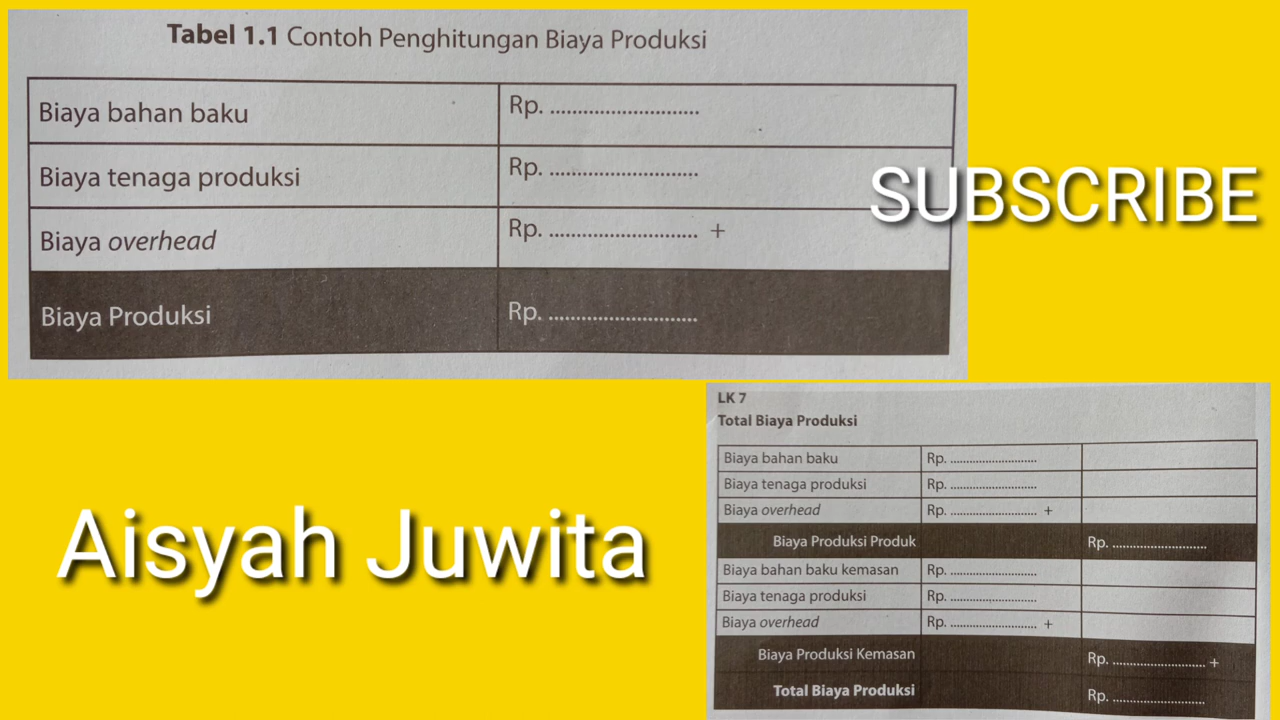 Tabel 1.1 Contoh Penghitungan Biaya Produksi
Biaya bahan baku Rp. ...........................
Biaya tenaga produksi Rp. ...........................
Biaya overhead Rp. ........................... +
Biaya Produksi Rp. ...........................
SUBSCRIBE
Aisyah Juwita
LK 7
Total Biaya Produksi
Biaya bahan baku Rp. ...........................
Biaya tenaga produksi Rp. ...........................
Biaya overhead Rp. ........................... +
Biaya Produksi Produk Rp. ...........................
Biaya bahan baku kemasan Rp. ...........................
Biaya tenaga produksi Rp. ...........................
Biaya overhead Rp. ........................... +
Biaya Produksi Kemasan Rp. ........................... +
Total Biaya Produksi Rp. ...........................